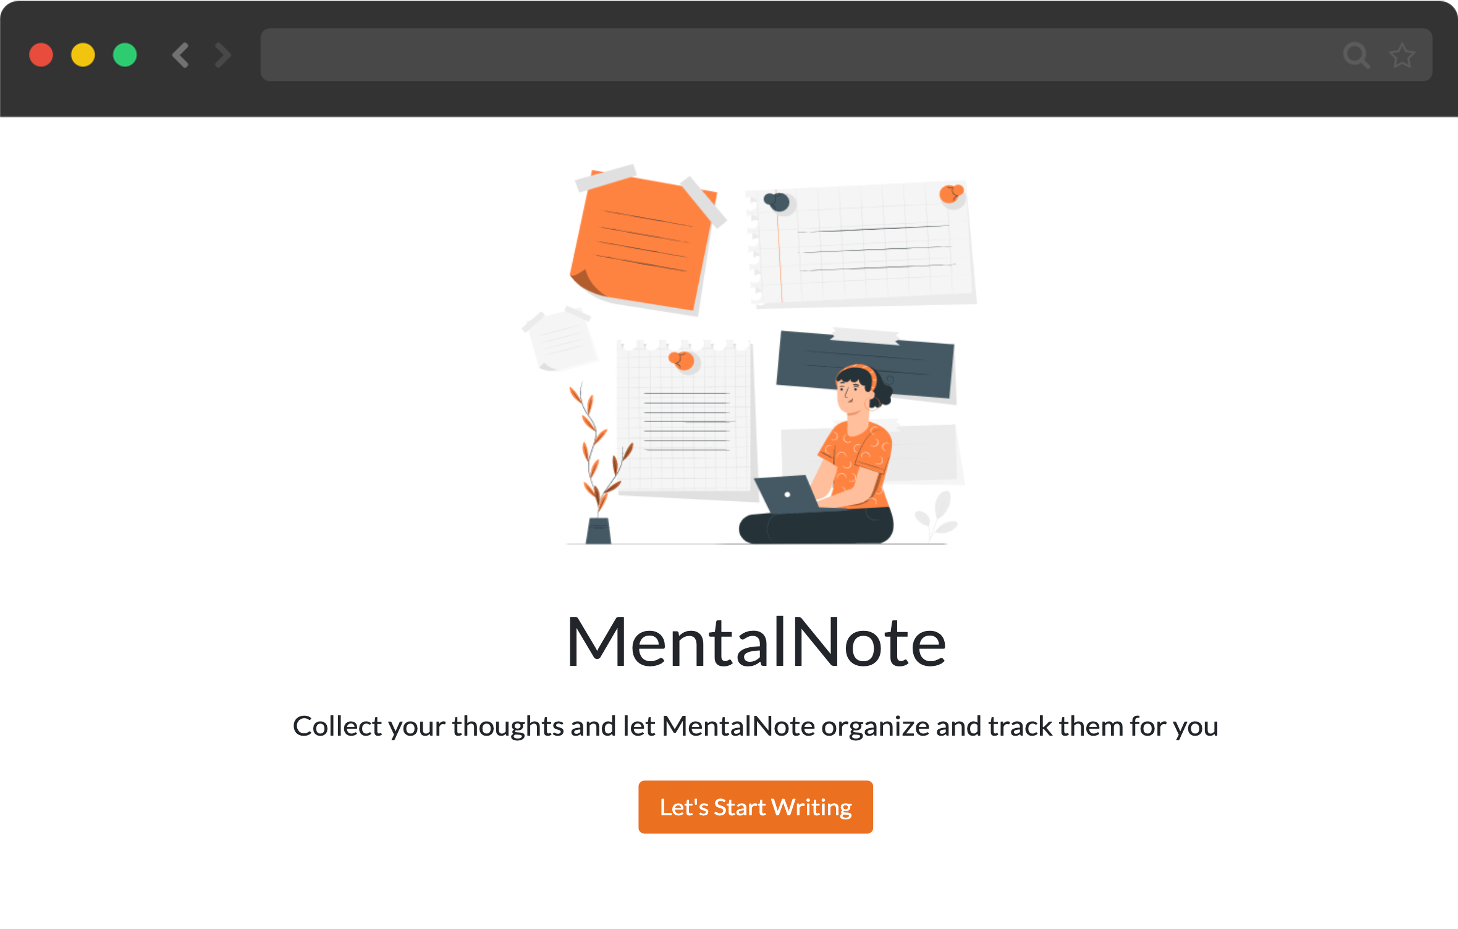 MentalNote
Collect your thoughts and let MentalNote organize and track them for you
Let's Start Writing